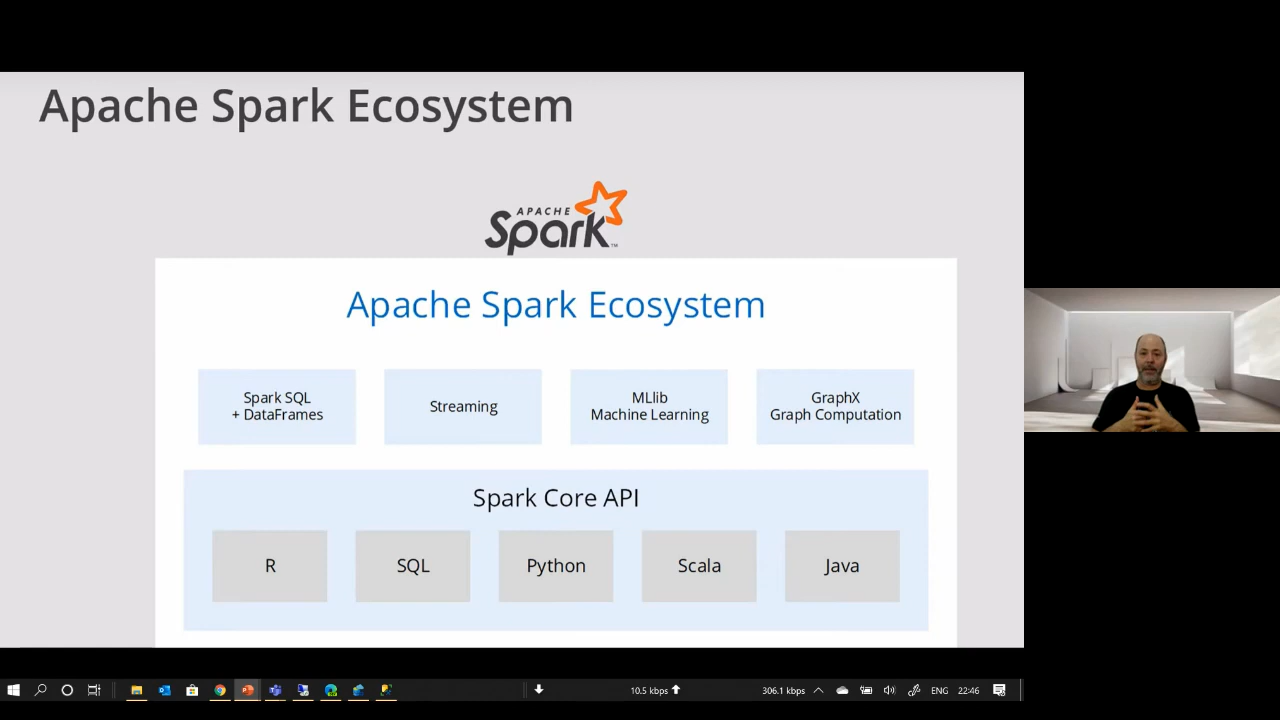 Apache Spark Ecosystem
APACHE
Spark™
Apache Spark Ecosystem
Spark SQL
+ DataFrames
Streaming
MLlib
Machine Learning
GraphX
Graph Computation
Spark Core API
R
SQL
Python
Scala
Java
10.5 kbps
306.1 kbps
ENG
22:46